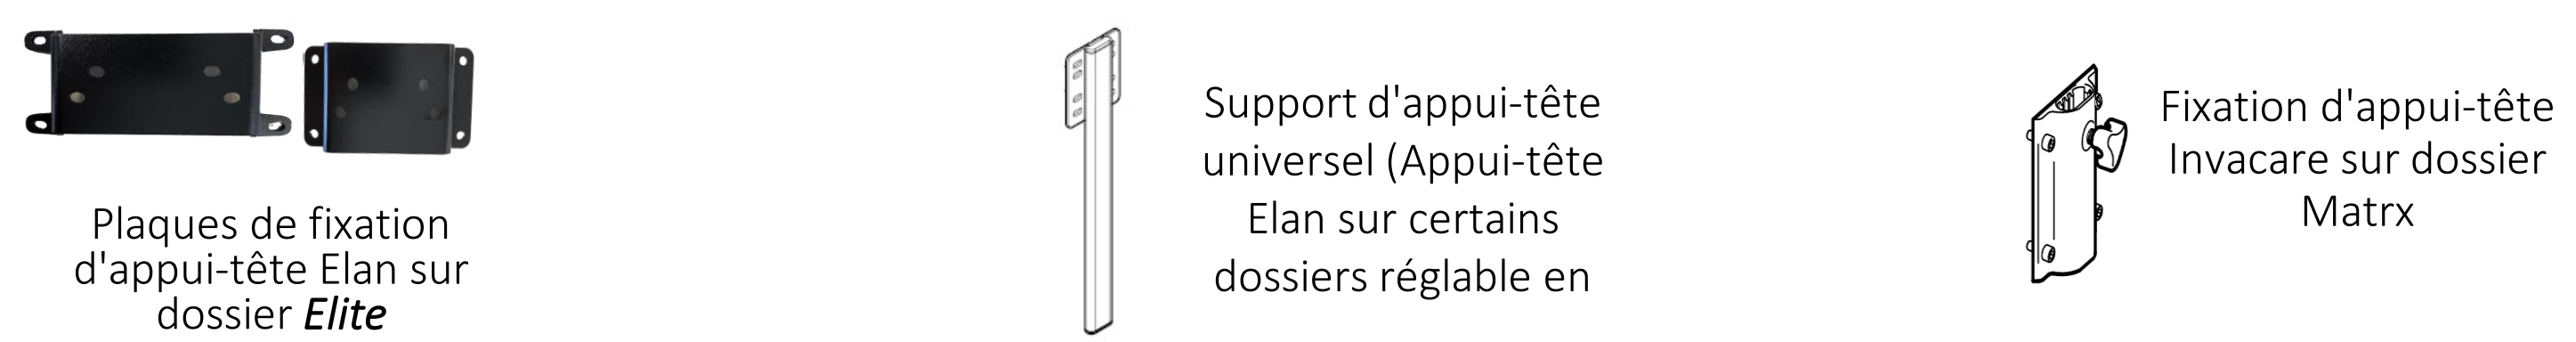 Plaques de fixation
d'appui-tête Elan sur
dossier Elite
Support d'appui-tête
universel (Appui-tête
Elan sur certains
dossiers réglable en
Fixation d'appui-tête
Invacare sur dossier
Matrx